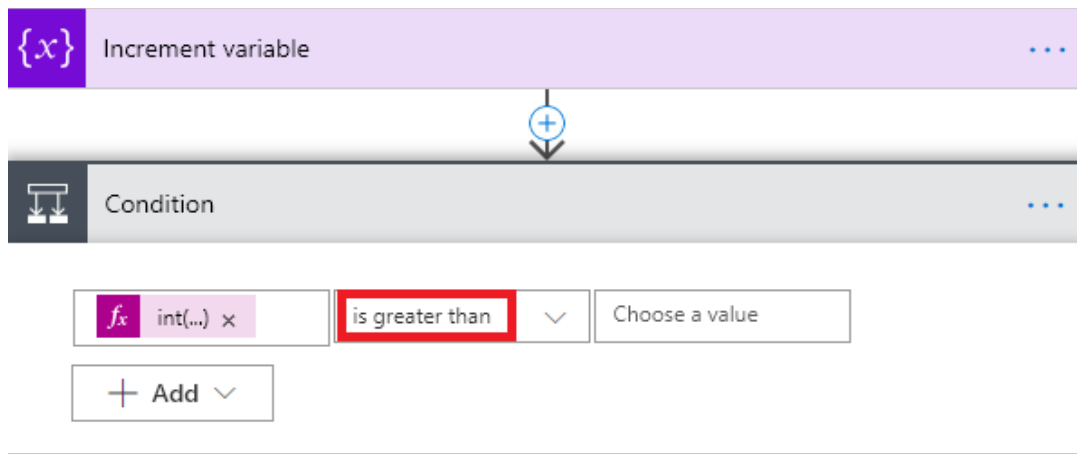 {x} Increment variable ...
+
Condition ...
fx int(...) × is greater than Choose a value
+ Add